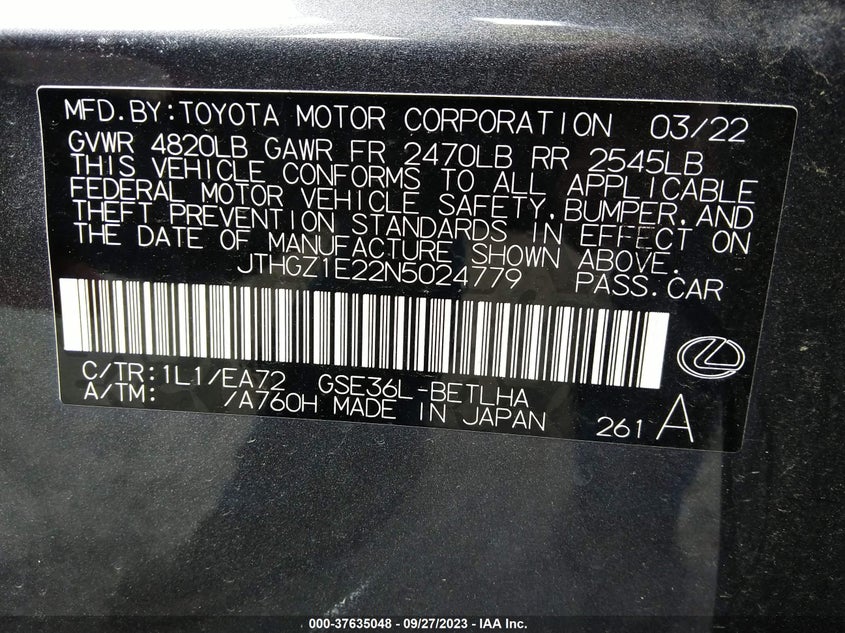 MFD.BY:TOYOTA MOTOR CORPORATION 03/22
GVWR 4820LB GAWR FR 2470LB RR 2545LB
THIS VEHICLE CONFORMS TO ALL APPLICABLE
FEDERAL MOTOR VEHICLE SAFETY,BUMPER,AND
THEFT PREVENTION STANDARDS IN EFFECT ON
THE DATE OF MANUFACTURE SHOWN ABOVE.
JTHGZ1E22N5024779 PASS.CAR
C/TR:1L1/EA72 GSE36L-BETLHA
A/TM: /A760H MADE IN JAPAN
261 A
000-37635048 - 09/27/2023 - IAA Inc.